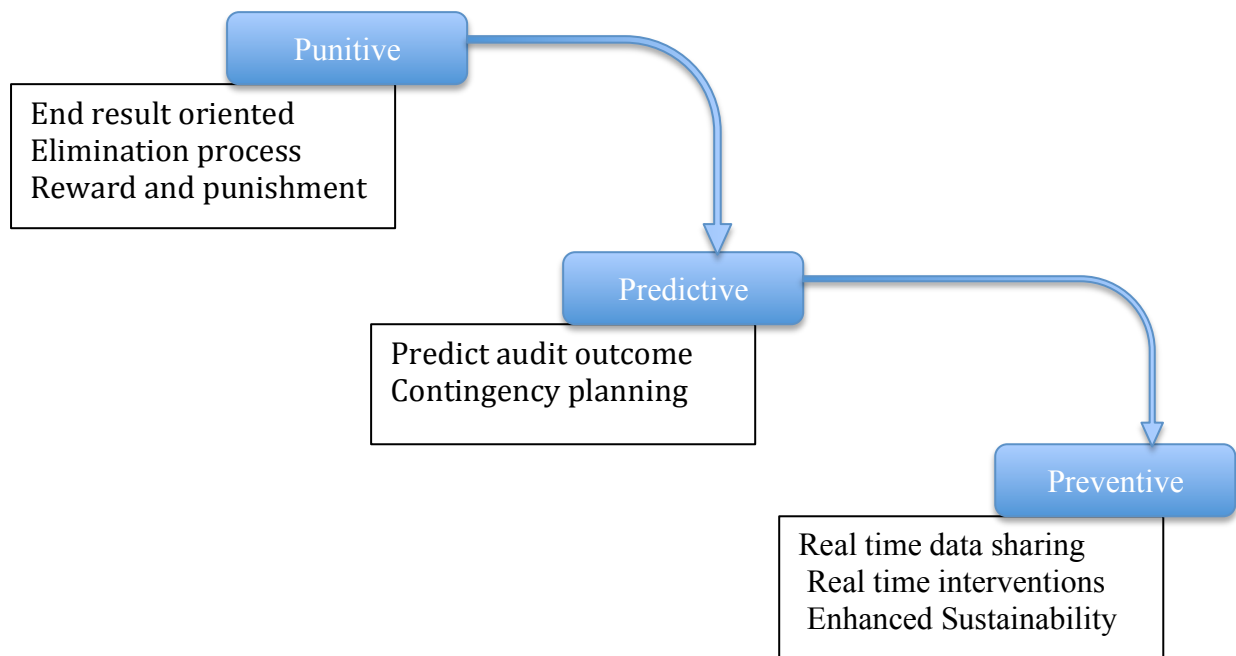 Punitive
End result oriented
Elimination process
Reward and punishment
Predictive
Predict audit outcome
Contingency planning
Preventive
Real time data sharing
Real time interventions
Enhanced Sustainability